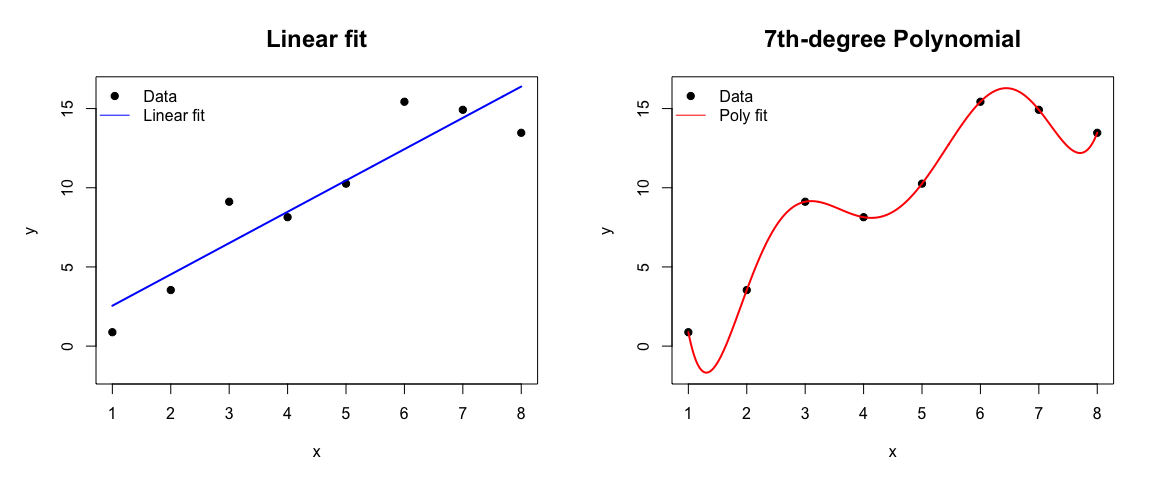 Linear fit
Data
Linear fit
15
10
5
0
y
1 2 3 4 5 6 7 8
x
7th-degree Polynomial
Data
Poly fit
15
10
5
0
y
1 2 3 4 5 6 7 8
x